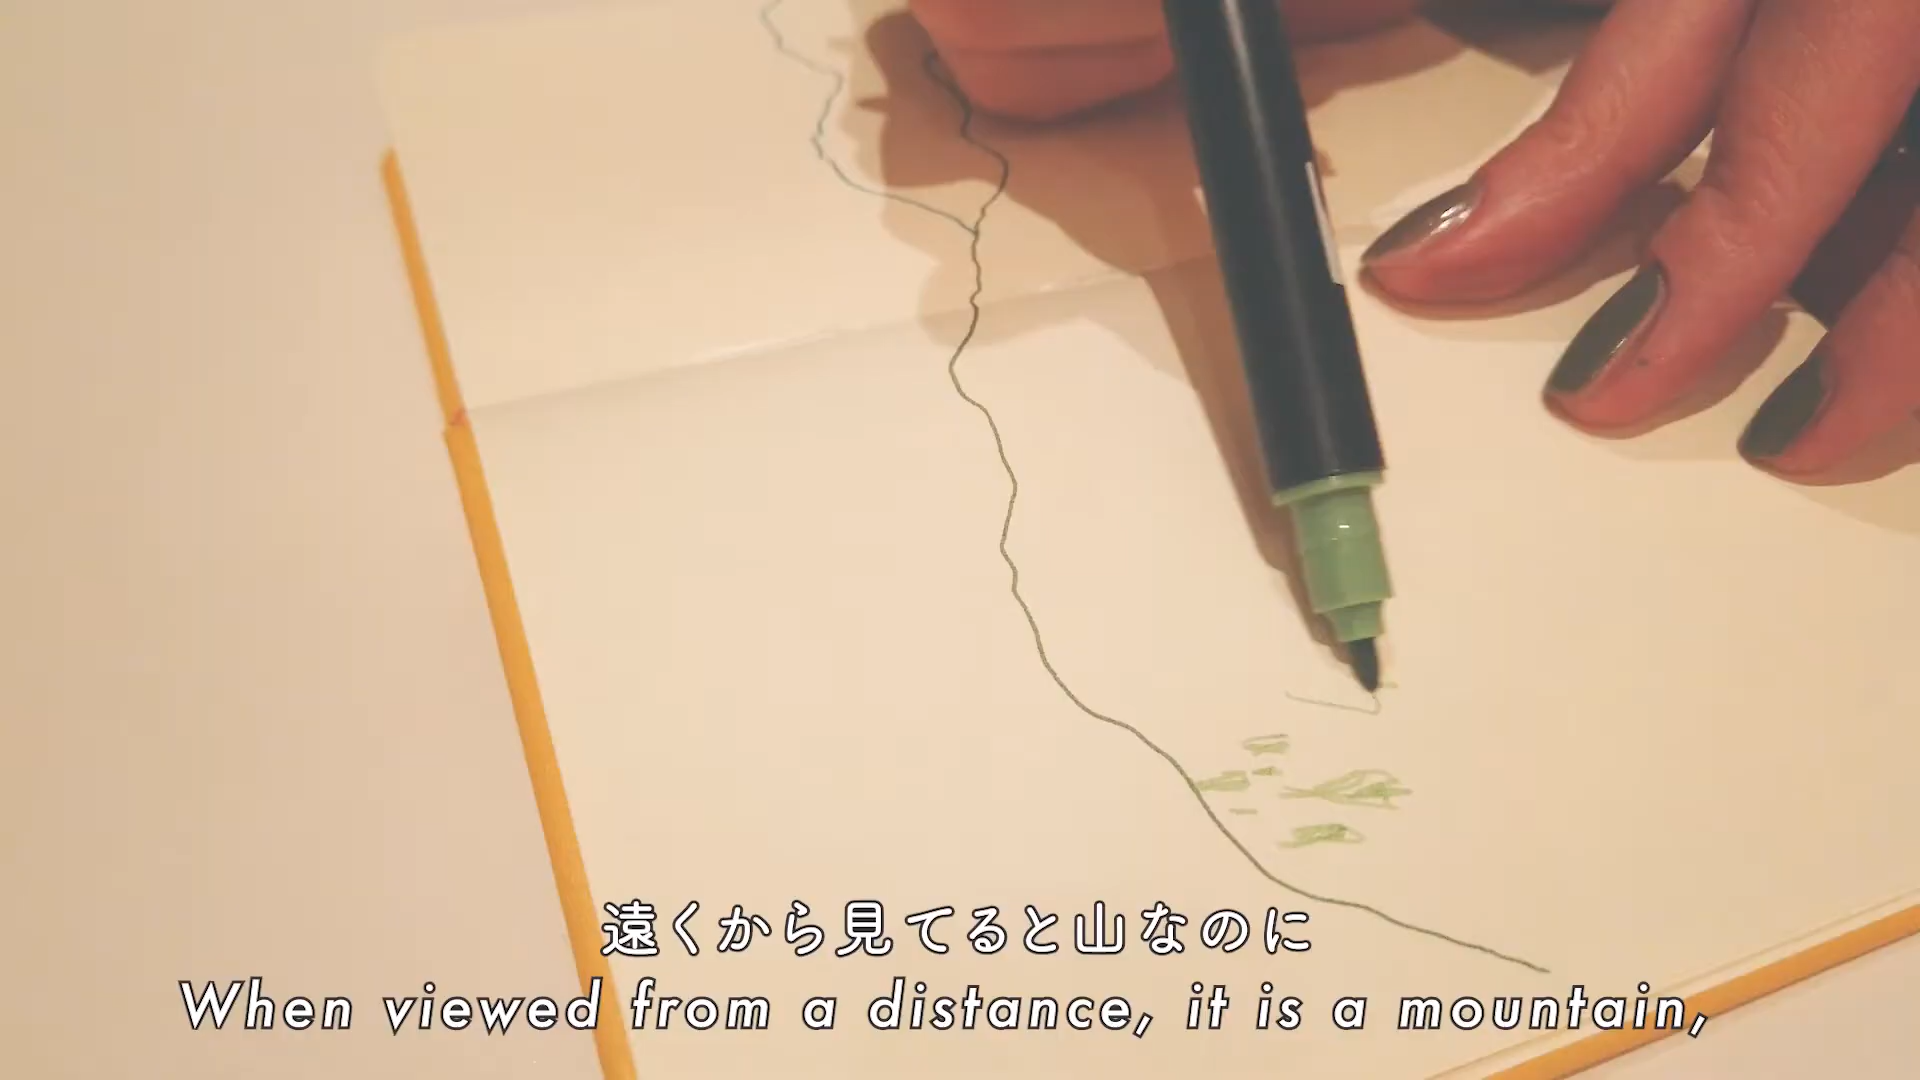 遠くから見てると山なのに
When viewed from a distance, it is a mountain,